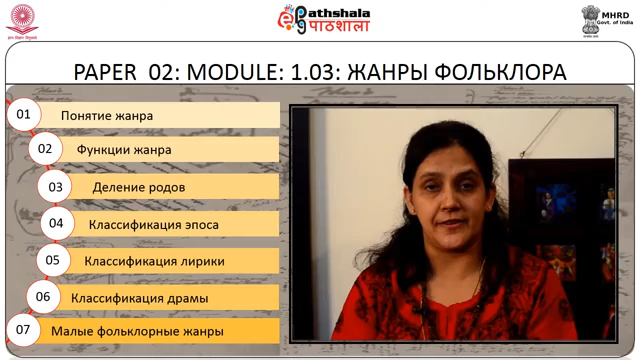 Pathshala
पाठशाला
MHRD
Govt. of India
PAPER 02: MODULE: 1.03: ЖАНРЫ ФОЛЬКЛОРА
01 Понятие жанра
02 Функции жанра
03 Деление родов
04 Классификация эпоса
05 Классификация лирики
06 Классификация драмы
07 Малые фольклорные жанры